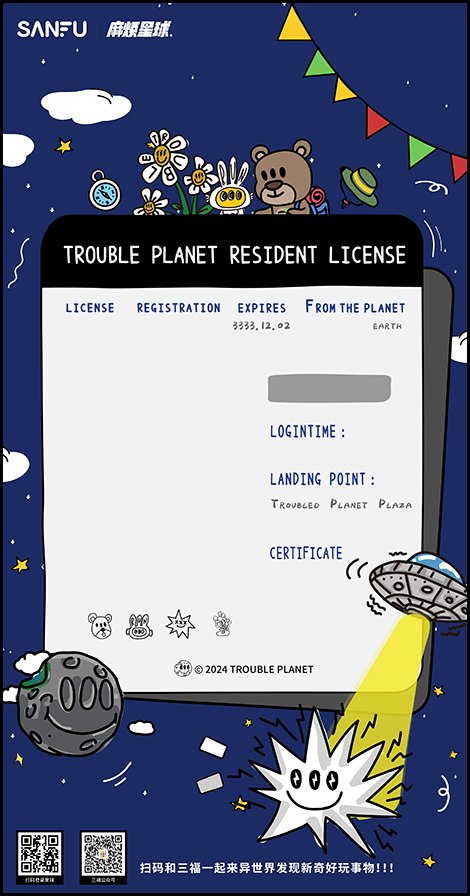 SANFU 麻烦星球
TROUBLE PLANET RESIDENT LICENSE
LICENSE REGISTRATION EXPIRES FROM THE PLANET
3333.12.02 EARTH
LOGINTIME :
LANDING POINT :
TROUBLED PLANET PLAZA
CERTIFICATE
© 2024 TROUBLE PLANET
扫码和三福一起来异世界发现新奇好玩事物!!!
扫码登录星球 三福公众号